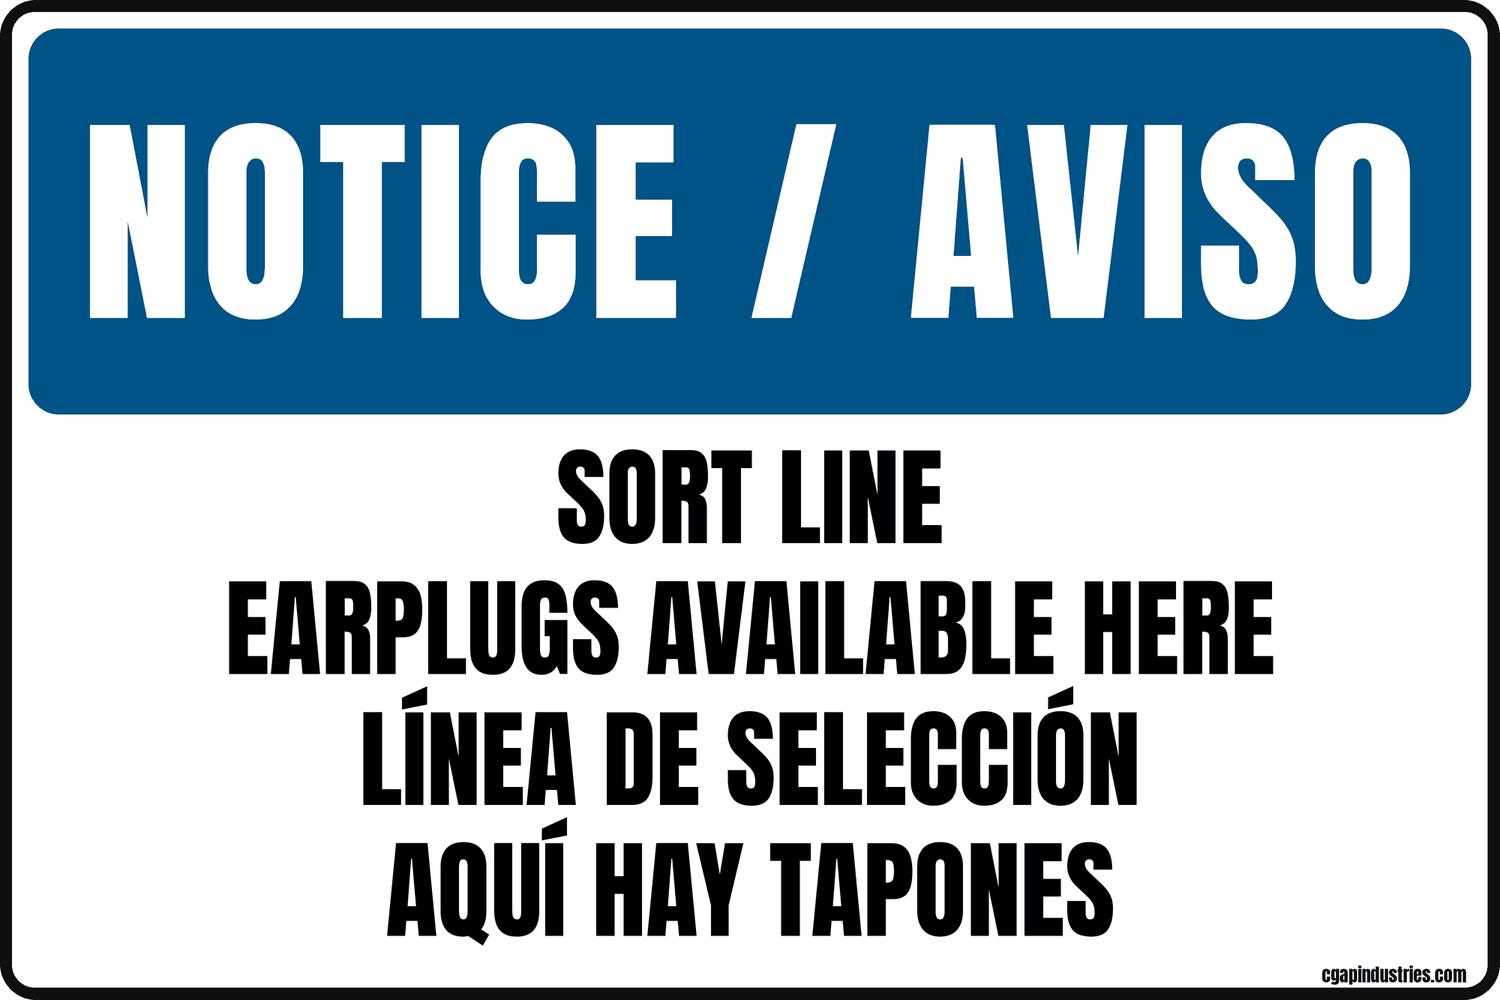 NOTICE / AVISO
SORT LINE
EARPLUGS AVAILABLE HERE
LÍNEA DE SELECCIÓN
AQUÍ HAY TAPONES
cgapindustries.com